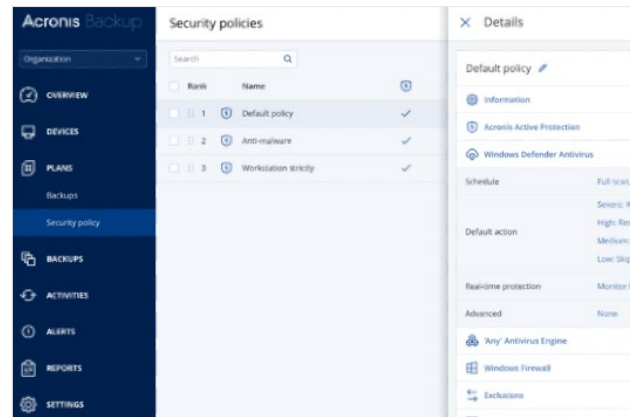 Acronis Backup
Organization
OVERVIEW
DEVICES
PLANS
Backups
Security policy
BACKUPS
ACTIVITIES
ALERTS
REPORTS
SETTINGS
Security policies
Search
Rank Name
1 Default policy
2 Anti-malware
3 Workstation strictly
Details
Default policy
Information
Acronis Active Protection
Windows Defender Antivirus
Schedule Full scan,
Default action
Severe:
High:
Medium:
Low: Skip
Real-time protection Monitor
Advanced None
'Any' Antivirus Engine
Windows Firewall
Exclusions